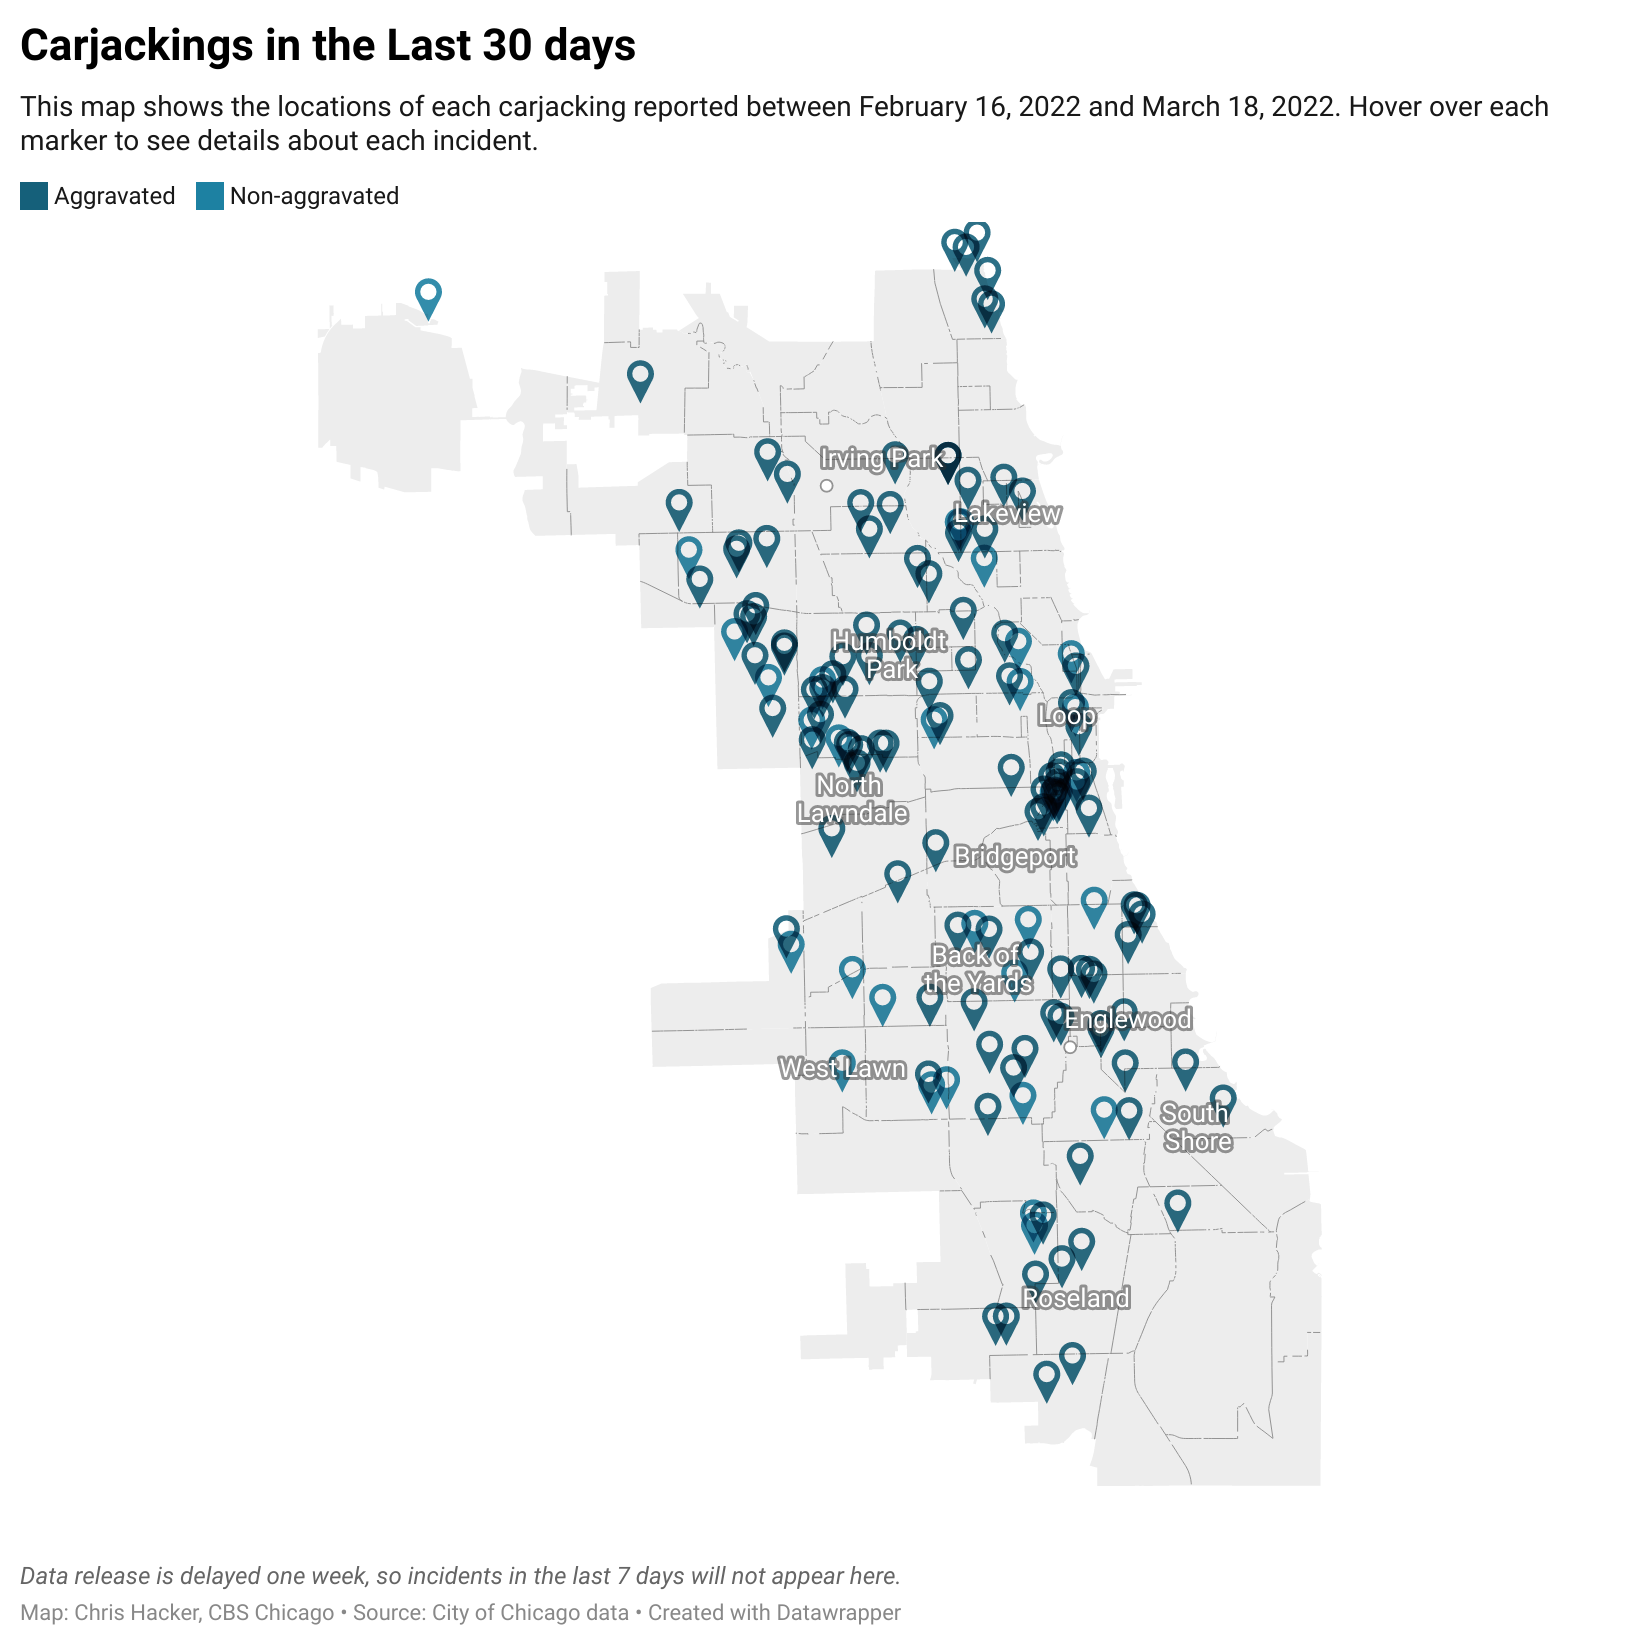 Carjackings in the Last 30 days
This map shows the locations of each carjacking reported between February 16, 2022 and March 18, 2022. Hover over each
marker to see details about each incident.
Aggravated Non-aggravated
Irving Park
Lakeview
Humboldt
Park
Loop
North
Lawndale
Bridgeport
Back of
the Yards
Englewood
West Lawn
South
Shore
Roseland
Data release is delayed one week, so incidents in the last 7 days will not appear here.
Map: Chris Hacker, CBS Chicago • Source: City of Chicago data • Created with Datawrapper